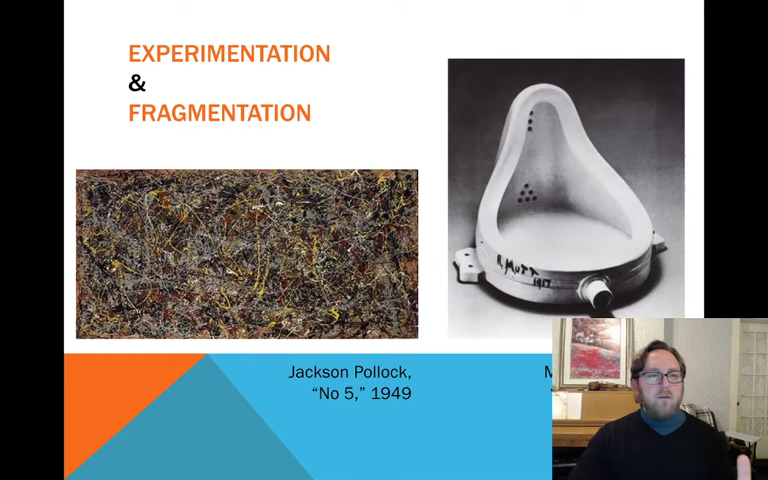 EXPERIMENTATION
&
FRAGMENTATION
R. MUTT
1917
Jackson Pollock,
“No 5,” 1949
M